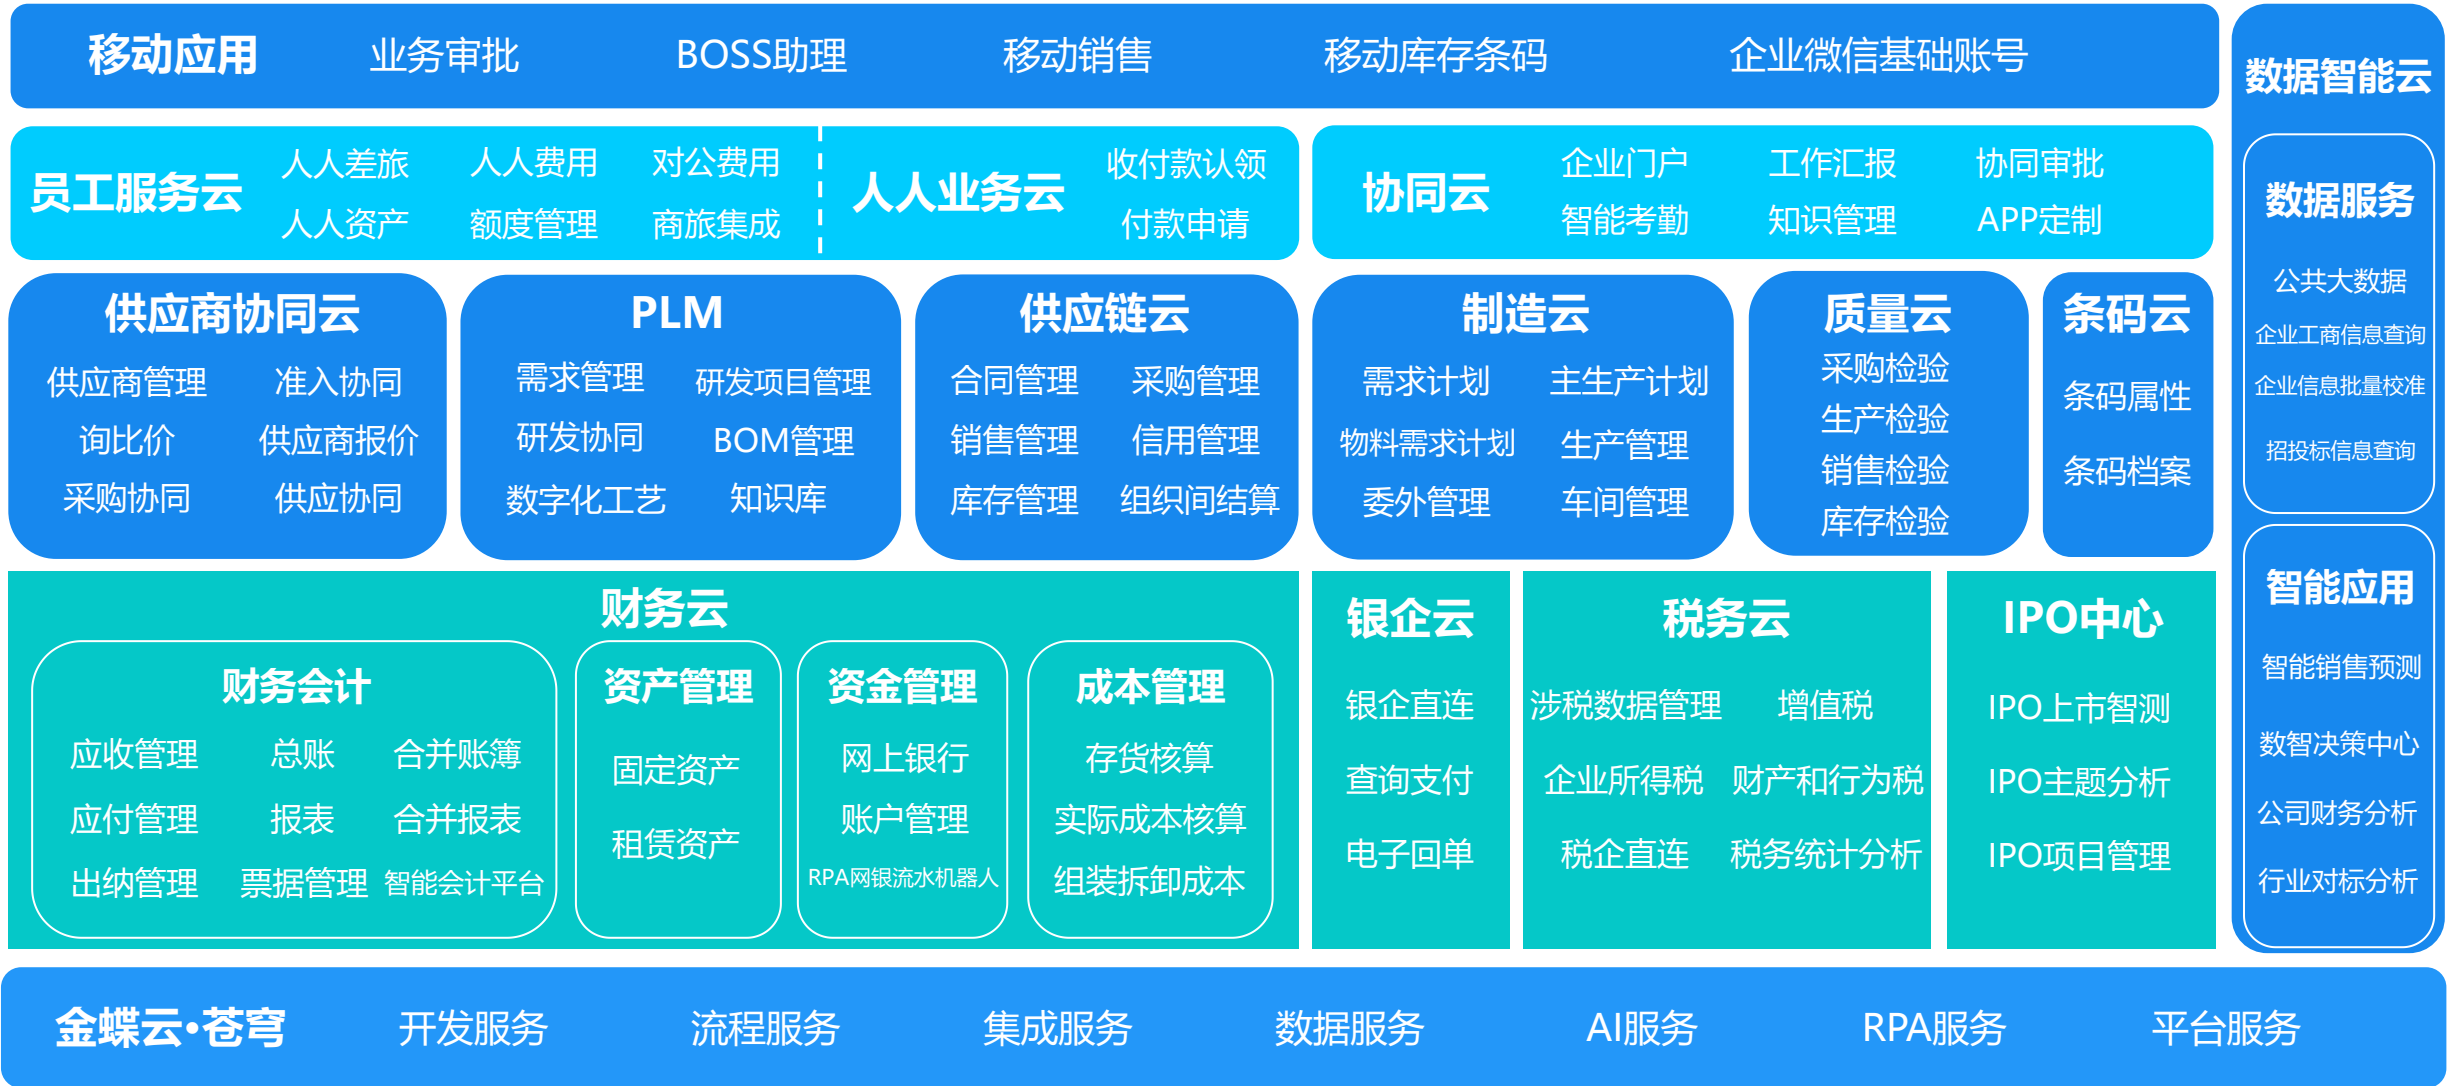 移动应用 业务审批 BOSS助理 移动销售 移动库存条码 企业微信基础账号
员工服务云
人人差旅 人人费用 对公费用
人人资产 额度管理 商旅集成
人人业务云
收付款认领
付款申请
协同云
企业门户 工作汇报 协同审批
智能考勤 知识管理 APP定制
供应商协同云
供应商管理 准入协同
询比价 供应商报价
采购协同 供应协同
PLM
需求管理 研发项目管理
研发协同 BOM管理
数字化工艺 知识库
供应链云
合同管理 采购管理
销售管理 信用管理
库存管理 组织间结算
制造云
需求计划 主生产计划
物料需求计划 生产管理
委外管理 车间管理
质量云
采购检验
生产检验
销售检验
库存检验
条码云
条码属性
条码档案
财务云
财务会计
应收管理 总账 合并账簿
应付管理 报表 合并报表
出纳管理 票据管理 智能会计平台
资产管理
固定资产
租赁资产
资金管理
网上银行
账户管理
RPA网银流水机器人
成本管理
存货核算
实际成本核算
组装拆卸成本
银企云
银企直连
查询支付
电子回单
税务云
涉税数据管理 增值税
企业所得税 财产和行为税
税企直连 税务统计分析
IPO中心
IPO上市智测
IPO主题分析
IPO项目管理
数据智能云
数据服务
公共大数据
企业工商信息查询
企业信息批量校准
招投标信息查询
智能应用
智能销售预测
数智决策中心
公司财务分析
行业对标分析
金蝶云·苍穹 开发服务 流程服务 集成服务 数据服务 AI服务 RPA服务 平台服务